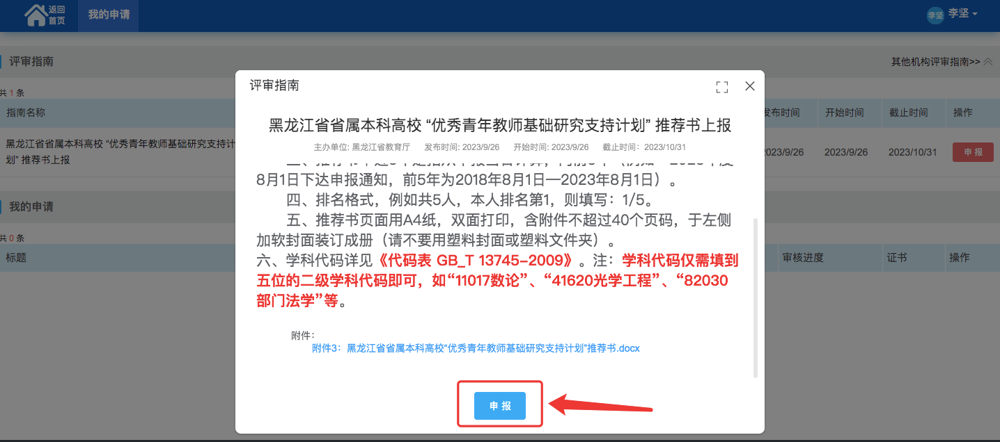 返回
首页
我的申请
李坚
李坚
评审指南
其他机构评审指南>>
共 1 条
指南名称
发布时间
开始时间
截止时间
操作
黑龙江省省属本科高校 “优秀青年教师基础研究支持计
划” 推荐书上报
2023/9/26
2023/9/26
2023/10/31
申 报
我的申请
共 0 条
标题
审核进度
证书
操作
评审指南
黑龙江省省属本科高校 “优秀青年教师基础研究支持计划” 推荐书上报
主办单位: 黑龙江省教育厅 发布时间: 2023/9/26 开始时间: 2023/9/26 截止时间: 2023/10/31
8月1日下达申报通知，前5年为2018年8月1日—2023年8月1日）。
四、排名格式，例如共5人，本人排名第1，则填写：1/5。
五、推荐书页面用A4纸，双面打印，含附件不超过40个页码，于左侧
加软封面装订成册（请不要用塑料封面或塑料文件夹）。
六、学科代码详见《代码表 GB_T 13745-2009》。注：学科代码仅需填到
五位的二级学科代码即可，如“11017数论”、“41620光学工程”、“82030
部门法学”等。
附件:
附件3：黑龙江省省属本科高校“优秀青年教师基础研究支持计划”推荐书.docx
申 报